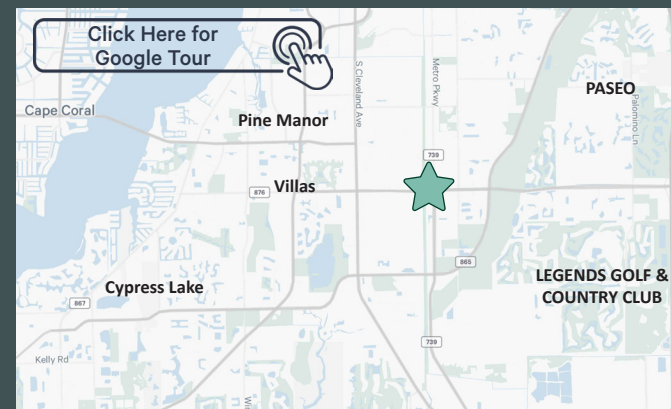 Click Here for
Google Tour
S Cleveland Ave
Metro Pkwy
PASEO
Palomino Ln
Cape Coral
Pine Manor
739
876
Villas
865
LEGENDS GOLF &
COUNTRY CLUB
Cypress Lake
867
739
Kelly Rd